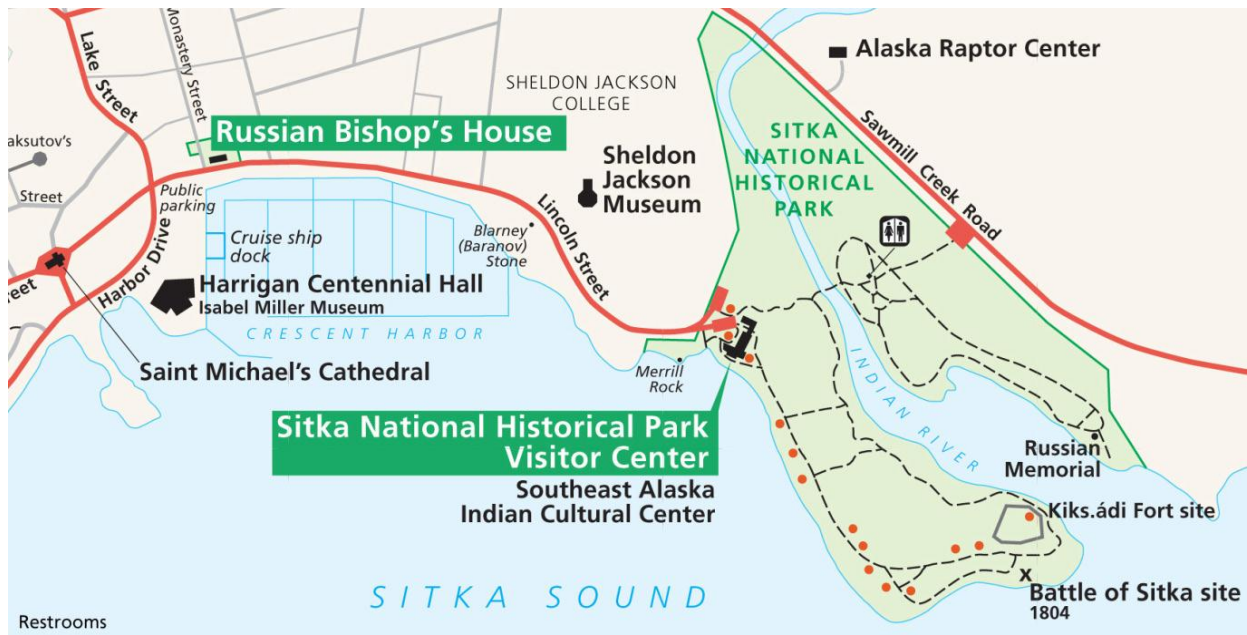 Lake
Street
Monastery Street
SHELDON JACKSON
COLLEGE
Alaska Raptor Center
Russian Bishop's House
SITKA
NATIONAL
HISTORICAL
PARK
Sawmill Creek Road
aksutov's
Street
Public
parking
Sheldon
Jackson
Museum
Lincoln Street
Blarney
(Baranov)
Stone
Cruise ship
dock
Harbor Drive
eet
Harrigan Centennial Hall
Isabel Miller Museum
CRESCENT HARBOR
Saint Michael's Cathedral
Merrill
Rock
INDIAN RIVER
Sitka National Historical Park
Visitor Center
Southeast Alaska
Indian Cultural Center
Russian
Memorial
Kiks.ádi Fort site
x
Battle of Sitka site
1804
SITKA SOUND
Restrooms